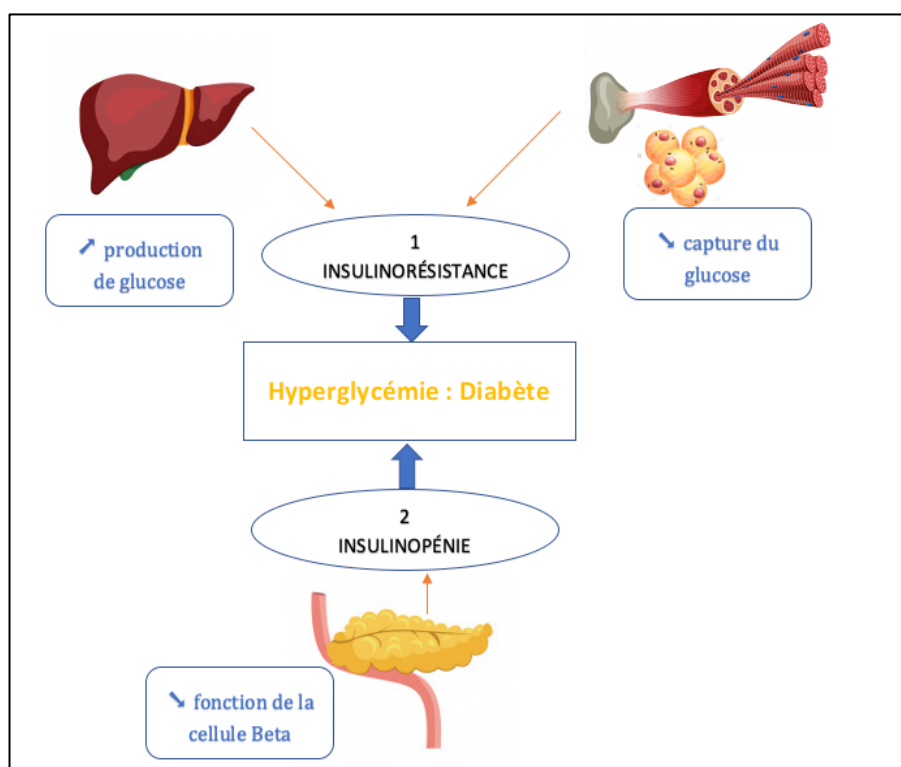 ↗ production
de glucose
1
INSULINORÉSISTANCE
↘ capture du
glucose
Hyperglycémie : Diabète
2
INSULINOPÉNIE
↘ fonction de la
cellule Beta